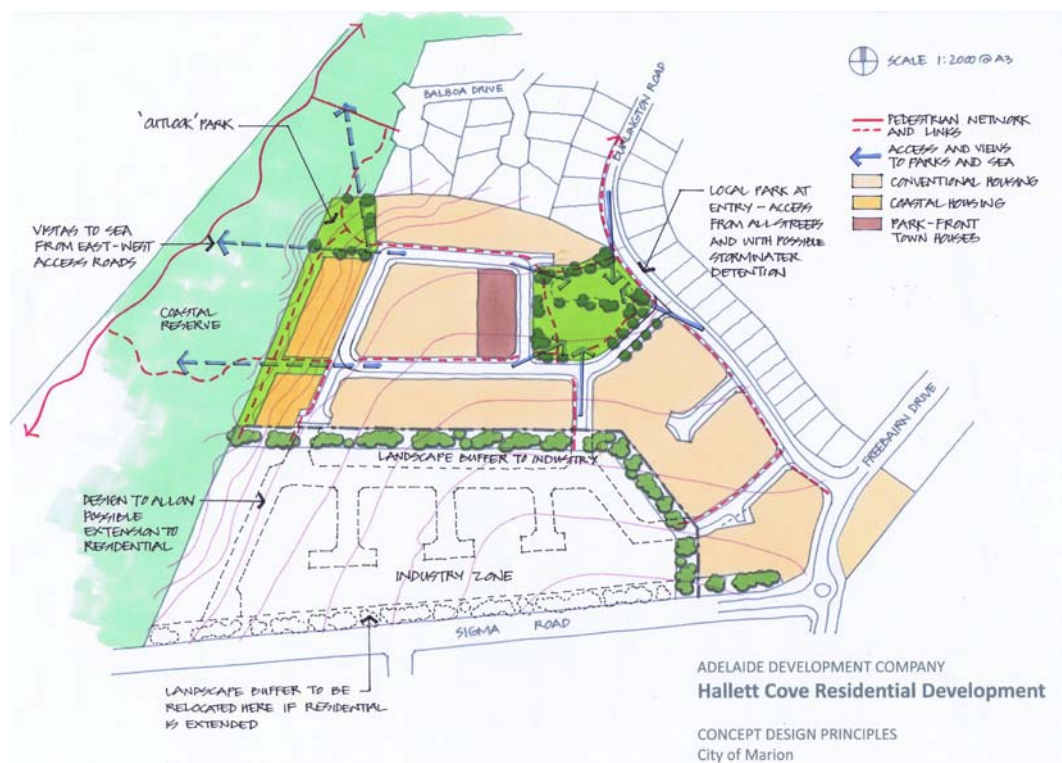 SCALE 1:2000 @ A3
BALBOA DRIVE
BURLINGTON ROAD
'OUTLOOK' PARK
PEDESTRIAN NETWORK
AND LINKS
ACCESS AND VIEWS
TO PARKS AND SEA
CONVENTIONAL HOUSING
COASTAL HOUSING
PARK-FRONT
TOWN HOUSES
LOCAL PARK AT
ENTRY - ACCESS
FROM ALL STREETS
AND WITH POSSIBLE
STORMWATER
DETENTION
VISTAS TO SEA
FROM EAST-WEST
ACCESS ROADS
COASTAL
RESERVE
FREEBAIRN DRIVE
LANDSCAPE BUFFER TO INDUSTRY
DESIGN TO ALLOW
POSSIBLE
EXTENSION TO
RESIDENTIAL
INDUSTRY ZONE
SIGMA ROAD
LANDSCAPE BUFFER TO BE
RELOCATED HERE IF RESIDENTIAL
IS EXTENDED
ADELAIDE DEVELOPMENT COMPANY
Hallett Cove Residential Development
CONCEPT DESIGN PRINCIPLES
City of Marion